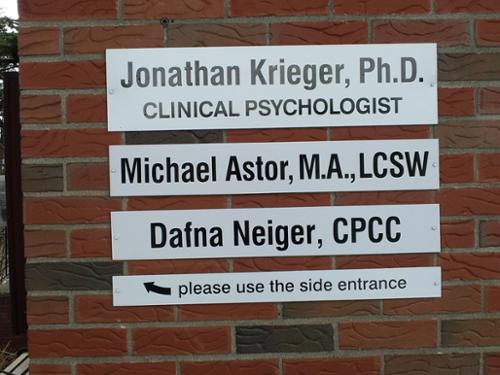 Jonathan Krieger, Ph.D.
CLINICAL PSYCHOLOGIST
Michael Astor, M.A., LCSW
Dafna Neiger, CPCC
please use the side entrance